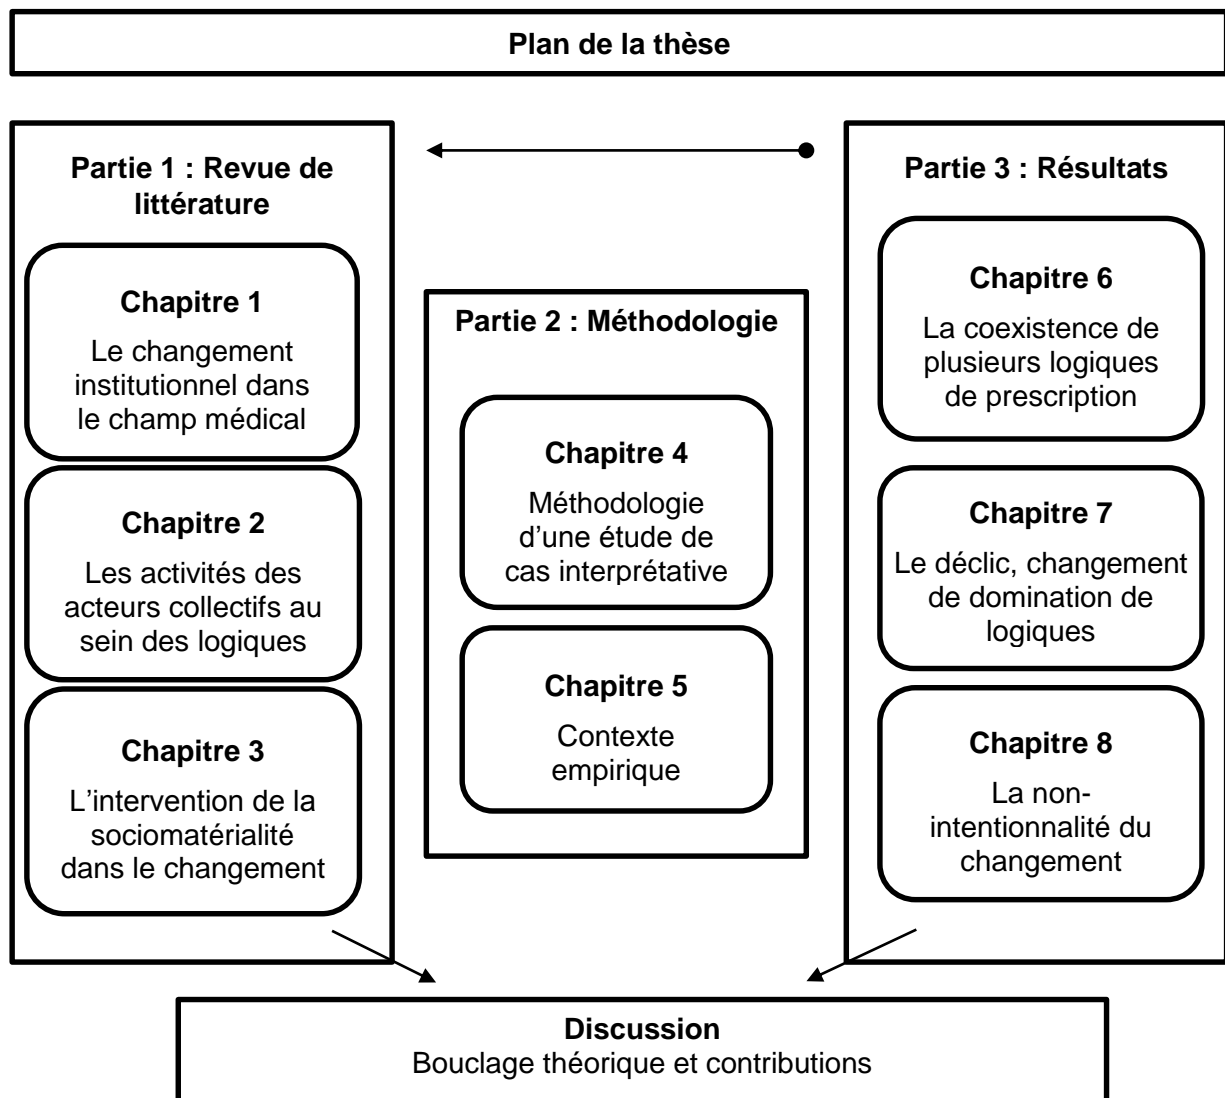 Plan de la thèse
Partie 1 : Revue de
littérature
Chapitre 1
Le changement
institutionnel dans
le champ médical
Chapitre 2
Les activités des
acteurs collectifs au
sein des logiques
Chapitre 3
L’intervention de la
sociomatérialité
dans le changement
Partie 2 : Méthodologie
Chapitre 4
Méthodologie
d’une étude de
cas interprétative
Chapitre 5
Contexte
empirique
Partie 3 : Résultats
Chapitre 6
La coexistence de
plusieurs logiques
de prescription
Chapitre 7
Le déclic, changement
de domination de
logiques
Chapitre 8
La non-
intentionnalité du
changement
Discussion
Bouclage théorique et contributions